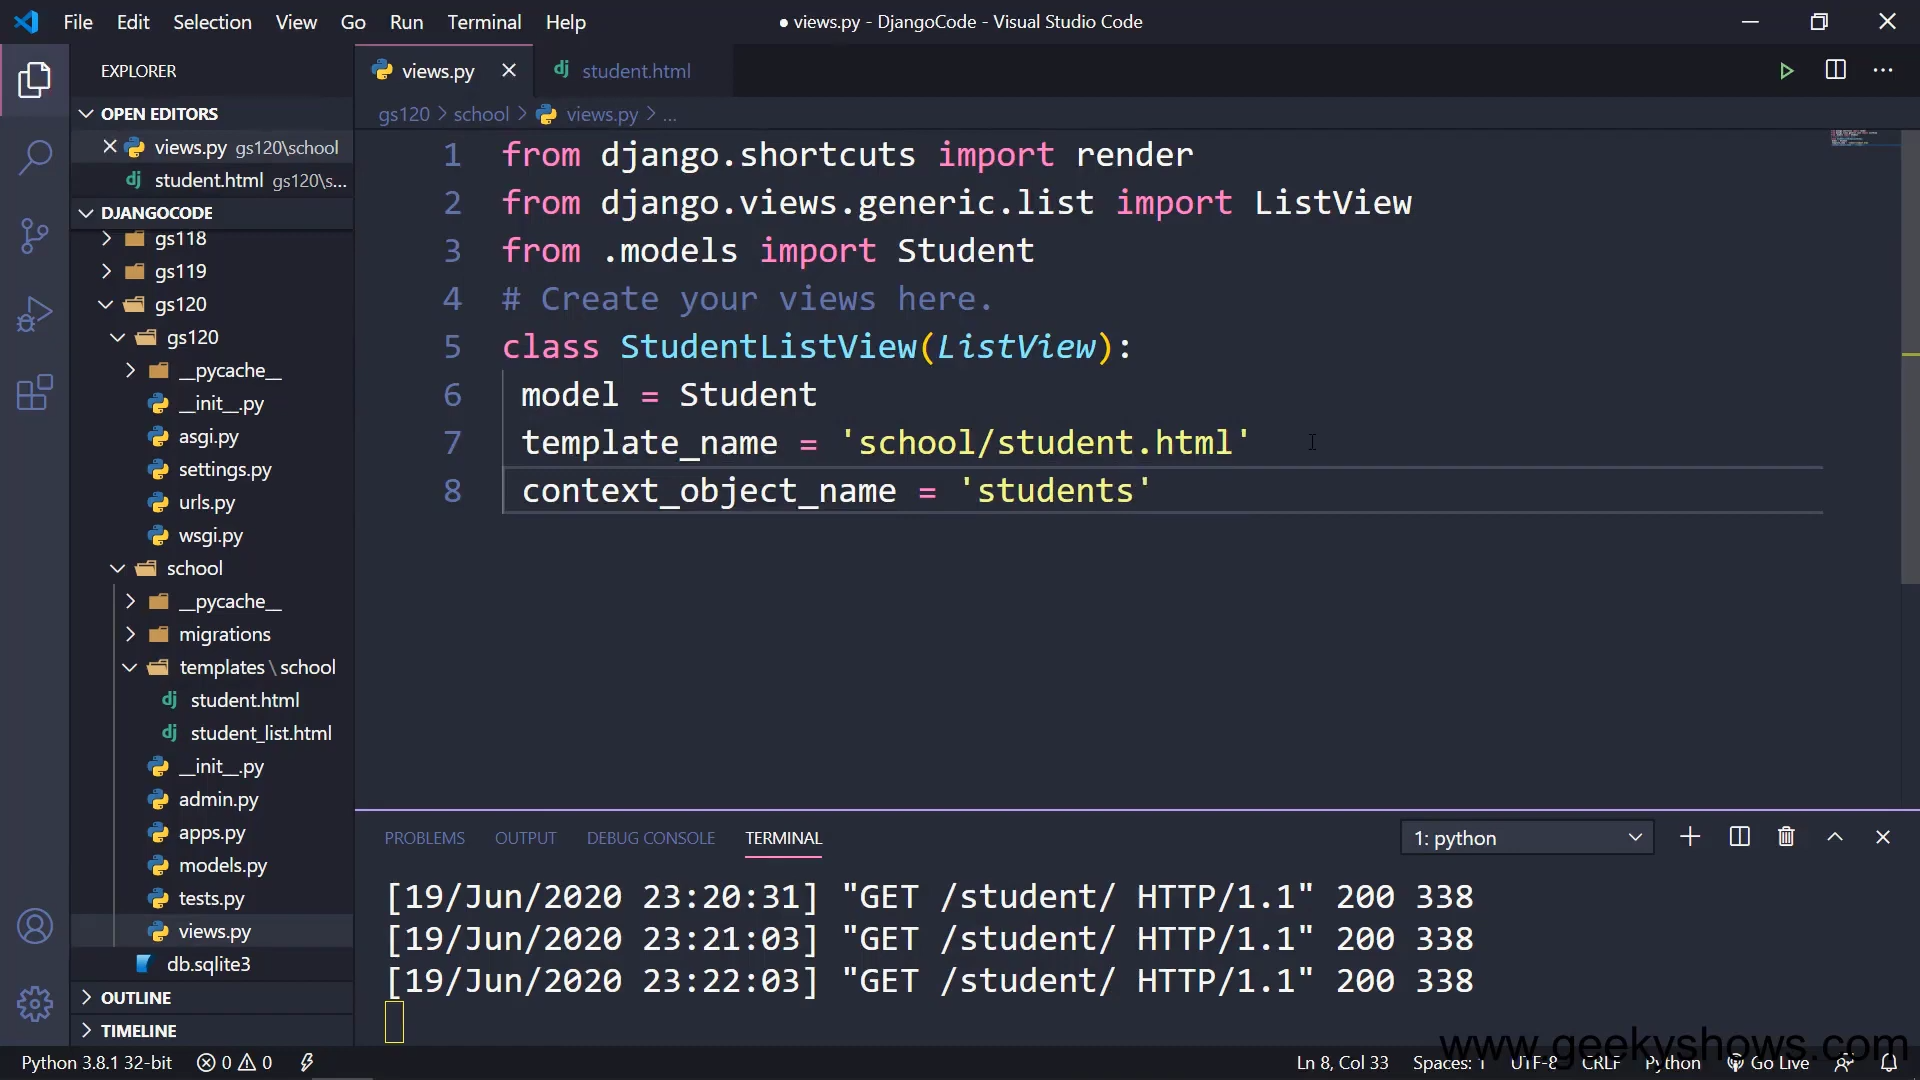 File Edit Selection View Go Run Terminal Help
● views.py - DjangoCode - Visual Studio Code
EXPLORER
OPEN EDITORS
views.py gs120\school
student.html gs120\s...
DJANGOCODE
gs118
gs119
gs120
gs120
__pycache__
__init__.py
asgi.py
settings.py
urls.py
wsgi.py
school
__pycache__
migrations
templates\school
student.html
student_list.html
__init__.py
admin.py
apps.py
models.py
tests.py
views.py
db.sqlite3
OUTLINE
TIMELINE
views.py
student.html
gs120 > school > views.py > ...
1 from django.shortcuts import render
2 from django.views.generic.list import ListView
3 from .models import Student
4 # Create your views here.
5 class StudentListView(ListView):
6 model = Student
7 template_name = 'school/student.html'
8 context_object_name = 'students'
PROBLEMS OUTPUT DEBUG CONSOLE TERMINAL
1: python
[19/Jun/2020 23:20:31] "GET /student/ HTTP/1.1" 200 338
[19/Jun/2020 23:21:03] "GET /student/ HTTP/1.1" 200 338
[19/Jun/2020 23:22:03] "GET /student/ HTTP/1.1" 200 338
www.geekyshows.com
Python 3.8.1 32-bit 0 0 Ln 8, Col 33 Spaces: 1 UTF-8 CRLF Python Go Live